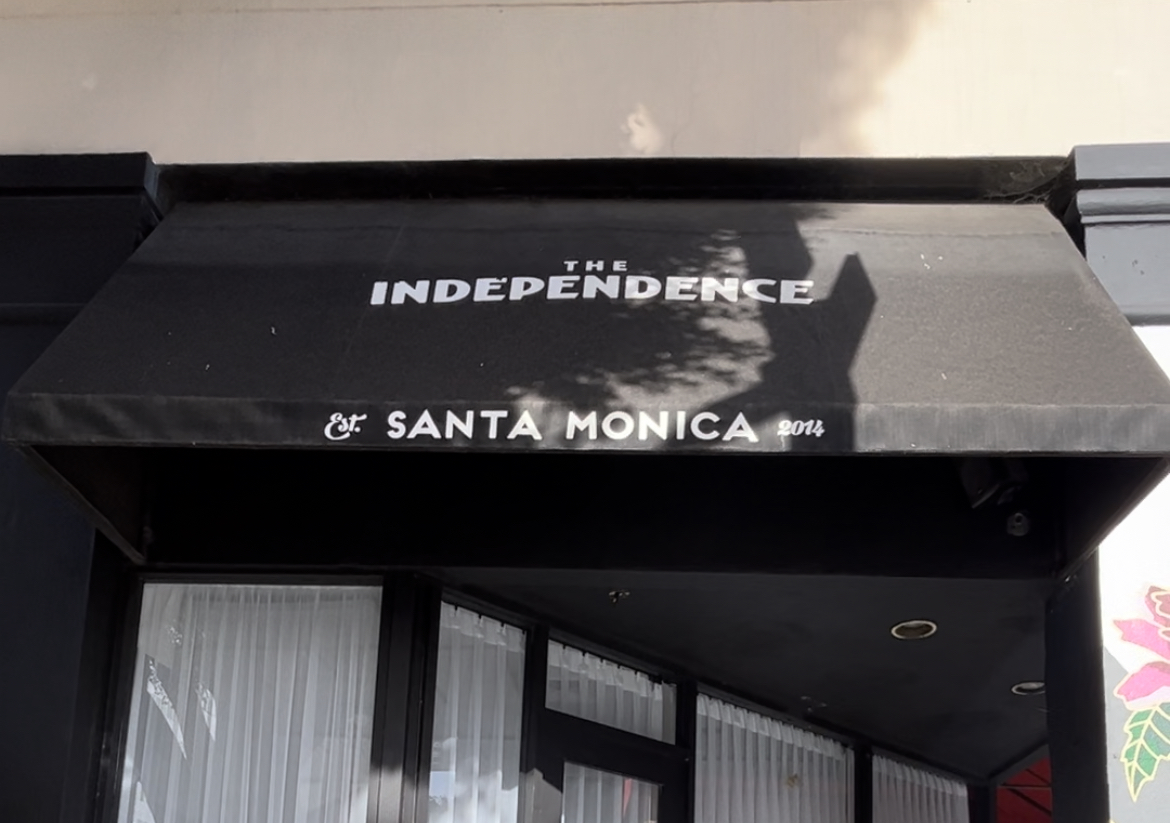 THE
INDEPENDENCE
Est. SANTA MONICA 2014